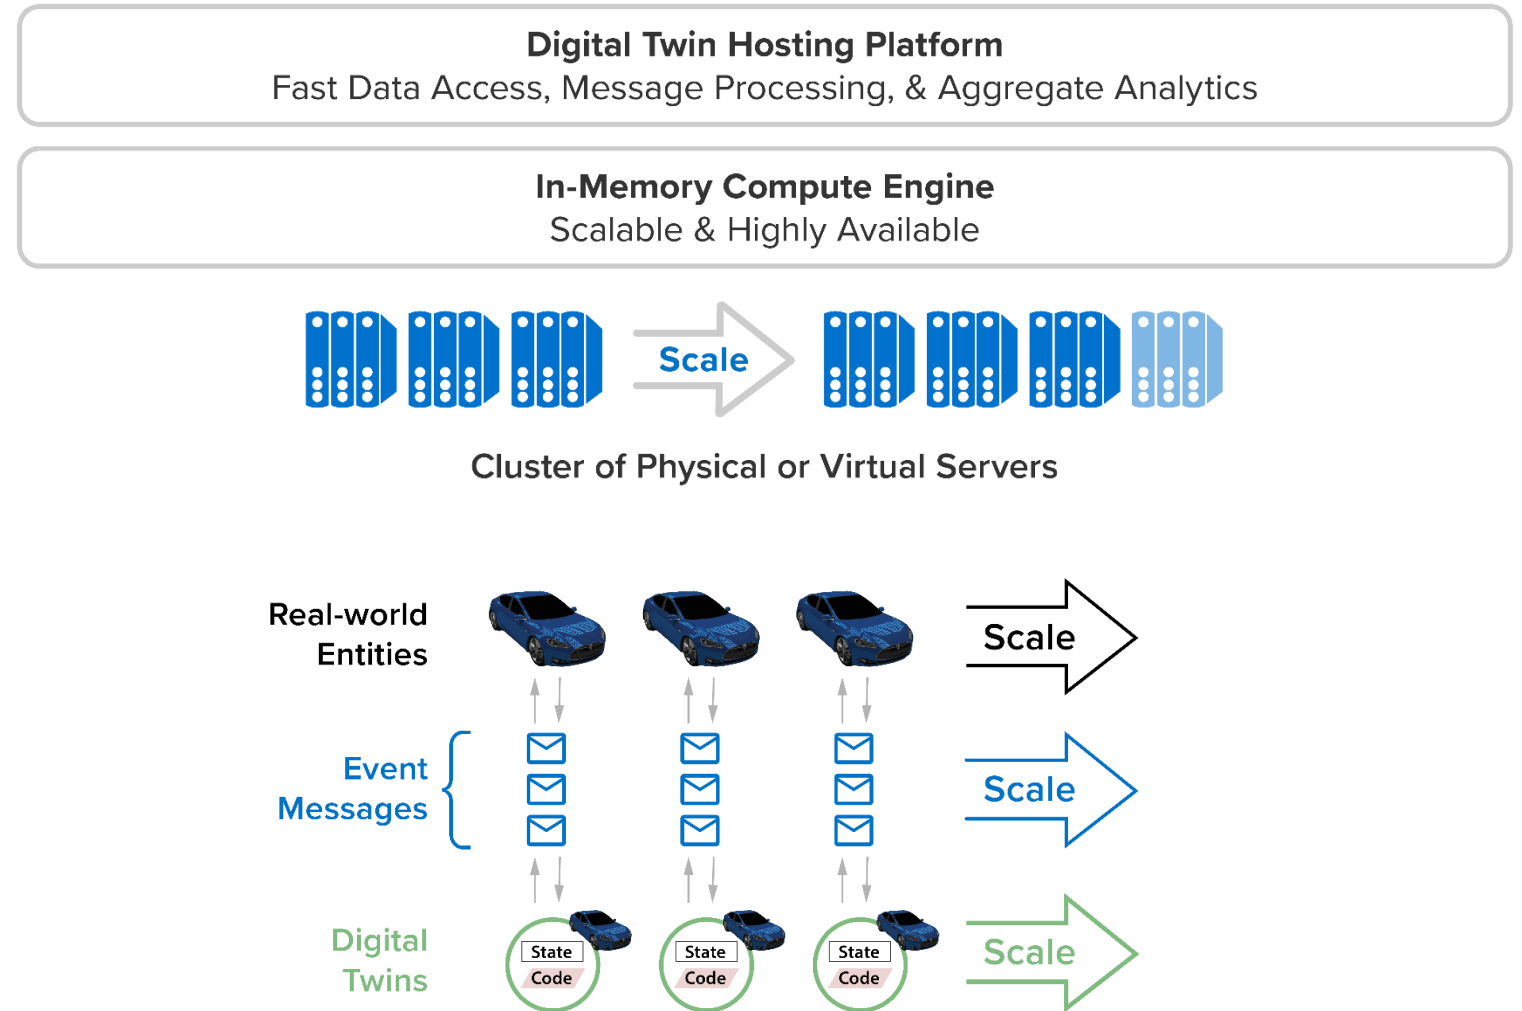 Digital Twin Hosting Platform
Fast Data Access, Message Processing, & Aggregate Analytics
In-Memory Compute Engine
Scalable & Highly Available
Scale
Cluster of Physical or Virtual Servers
Real-world
Entities
Scale
Event
Messages
Scale
Digital
Twins
State
Code
State
Code
State
Code
Scale